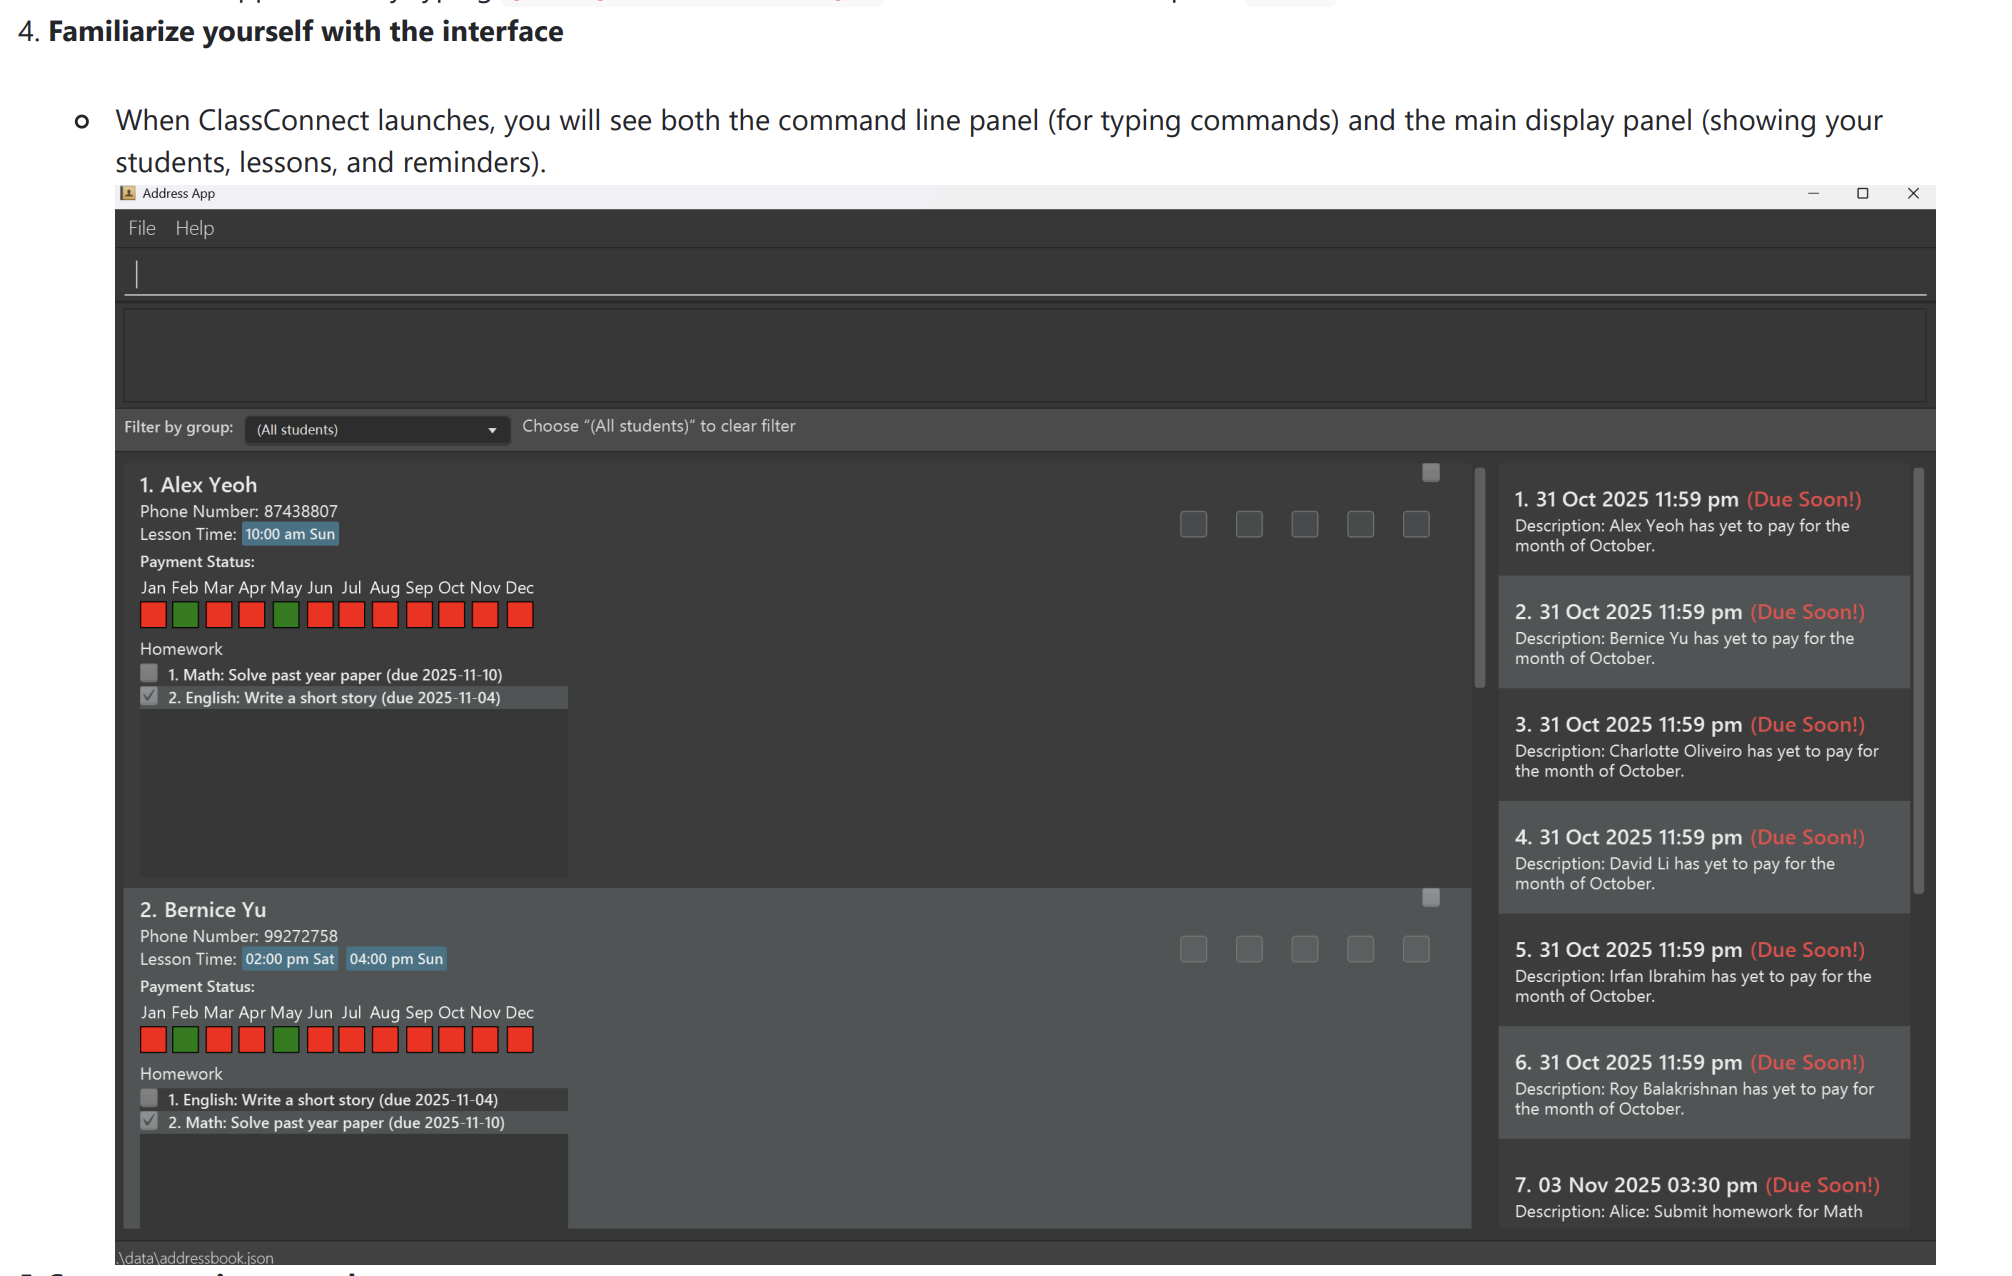 4. Familiarize yourself with the interface
When ClassConnect launches, you will see both the command line panel (for typing commands) and the main display panel (showing your
students, lessons, and reminders).
Address App
File Help
Filter by group: (All students) Choose “(All students)” to clear filter
1. Alex Yeoh
Phone Number: 87438807
Lesson Time: 10:00 am Sun
Payment Status:
Jan Feb Mar Apr May Jun Jul Aug Sep Oct Nov Dec
Homework
1. Math: Solve past year paper (due 2025-11-10)
2. English: Write a short story (due 2025-11-04)
2. Bernice Yu
Phone Number: 99272758
Lesson Time: 02:00 pm Sat 04:00 pm Sun
Payment Status:
Jan Feb Mar Apr May Jun Jul Aug Sep Oct Nov Dec
Homework
1. English: Write a short story (due 2025-11-04)
2. Math: Solve past year paper (due 2025-11-10)
1. 31 Oct 2025 11:59 pm (Due Soon!)
Description: Alex Yeoh has yet to pay for the
month of October.
2. 31 Oct 2025 11:59 pm (Due Soon!)
Description: Bernice Yu has yet to pay for the
month of October.
3. 31 Oct 2025 11:59 pm (Due Soon!)
Description: Charlotte Oliveiro has yet to pay for
the month of October.
4. 31 Oct 2025 11:59 pm (Due Soon!)
Description: David Li has yet to pay for the
month of October.
5. 31 Oct 2025 11:59 pm (Due Soon!)
Description: Irfan Ibrahim has yet to pay for the
month of October.
6. 31 Oct 2025 11:59 pm (Due Soon!)
Description: Roy Balakrishnan has yet to pay for
the month of October.
7. 03 Nov 2025 03:30 pm (Due Soon!)
Description: Alice: Submit homework for Math
.\data\addressbook.json